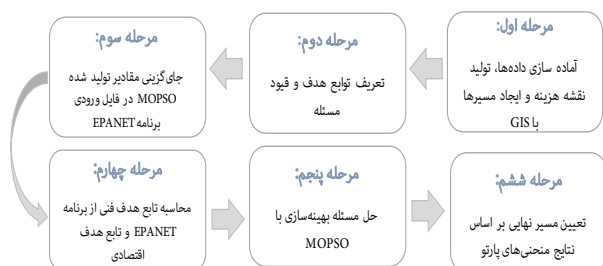 مرحله اول:
آماده سازی داده‌ها، تولید
نقشه هزینه و ایجاد مسیرها
با GIS
مرحله دوم:
تعریف توابع هدف و قیود
مسئله
مرحله سوم:
جای‌گزینی مقادیر تولید شده
MOPSO در فایل ورودی
برنامه EPANET
مرحله چهارم:
محاسبه تابع هدف فنی از برنامه
EPANET و تابع هدف
اقتصادی
مرحله پنجم:
حل مسئله بهینه‌سازی با
MOPSO
مرحله ششم:
تعیین مسیر نهایی بر اساس
نتایج منحنی‌های پارتو